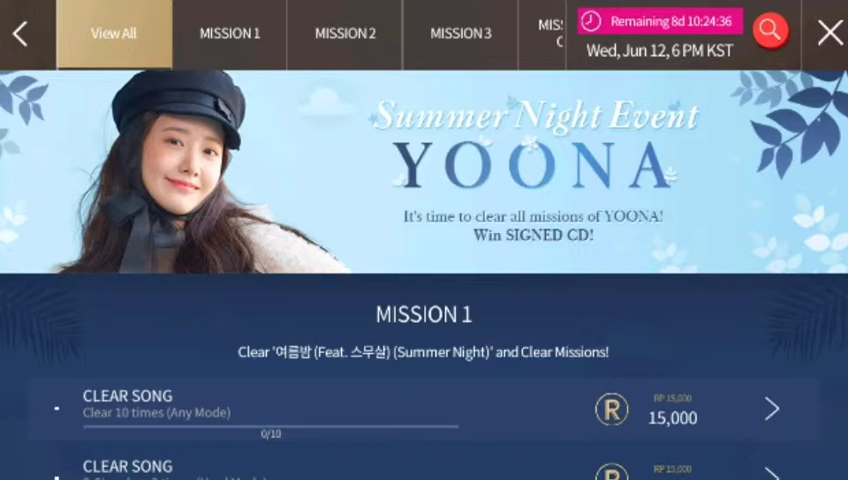 View All
MISSION 1
MISSION 2
MISSION 3
Remaining 8d 10:24:36
Wed, Jun 12, 6 PM KST
Summer Night Event
YOONA
It's time to clear all missions of YOONA!
Win SIGNED CD!
MISSION 1
Clear '여름밤 (Feat. 스무살) (Summer Night)' and Clear Missions!
CLEAR SONG
Clear 10 times (Any Mode)
0/10
R
RP 15,000
15,000
CLEAR SONG
R
RP 15,000